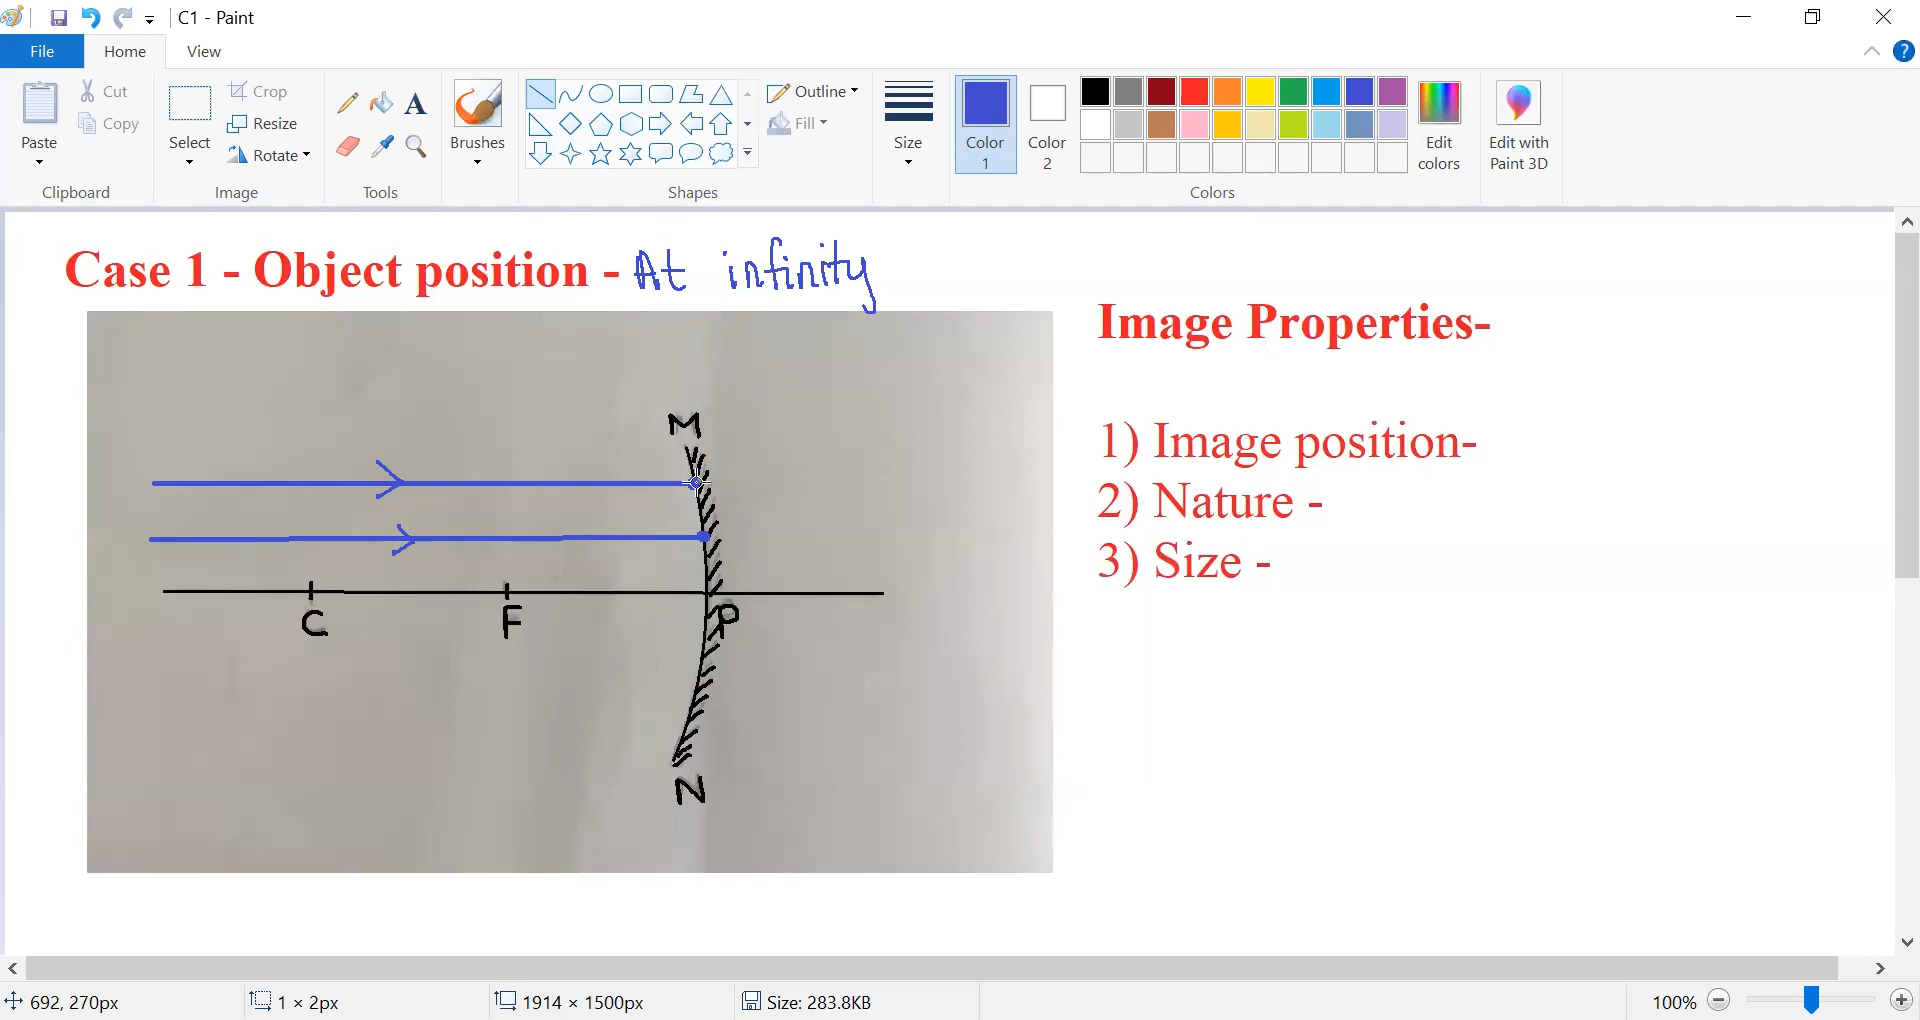 C1 - Paint
File Home View
Paste
Cut
Copy
Clipboard
Select
Crop
Resize
Rotate
Image
Tools
A
Brushes
Shapes
Outline
Fill
Size
Color 1
Color 2
Edit colors
Colors
Edit with Paint 3D
?
Case 1 - Object position - At infinity
Image Properties-
1) Image position-
2) Nature -
3) Size -
M
C F P
N
692, 270px 1 × 2px 1914 × 1500px Size: 283.8KB 100%